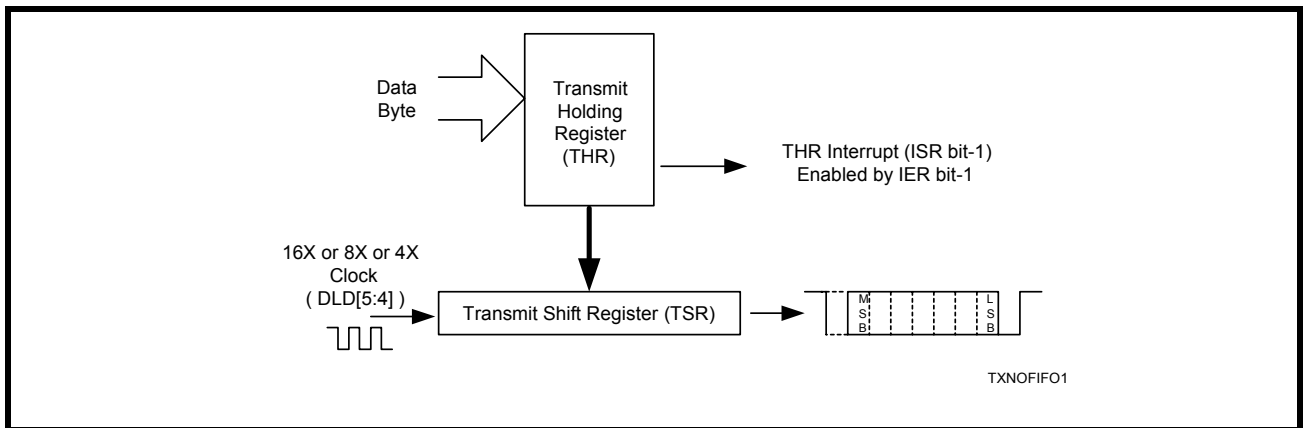 Data
Byte
Transmit
Holding
Register
(THR)
THR Interrupt (ISR bit-1)
Enabled by IER bit-1
16X or 8X or 4X
Clock
( DLD[5:4] )
Transmit Shift Register (TSR)
M
S
B
L
S
B
TXNOFIFO1